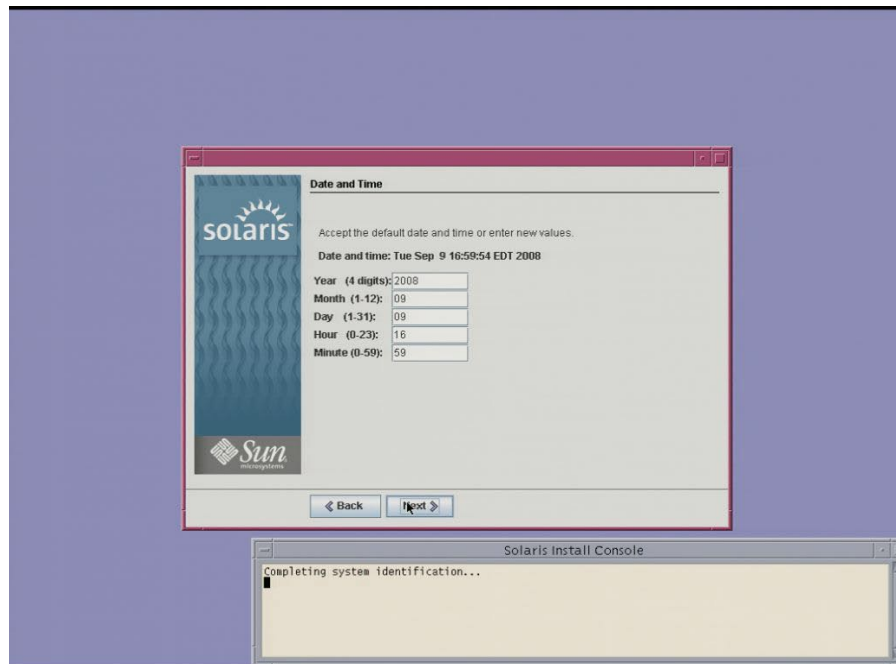 Date and Time
solaris
Accept the default date and time or enter new values.
Date and time: Tue Sep 9 16:59:54 EDT 2008
Year (4 digits): 2008
Month (1-12): 09
Day (1-31): 09
Hour (0-23): 16
Minute (0-59): 59
Sun
microsystems
Back
Next
Solaris Install Console
Completing system identification...